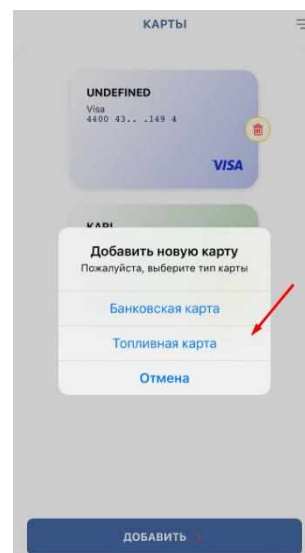 КАРТЫ
UNDEFINED
Visa
4400 43.. .149 4
VISA
Добавить новую карту
Пожалуйста, выберите тип карты
Банковская карта
Топливная карта
Отмена
ДОБАВИТЬ